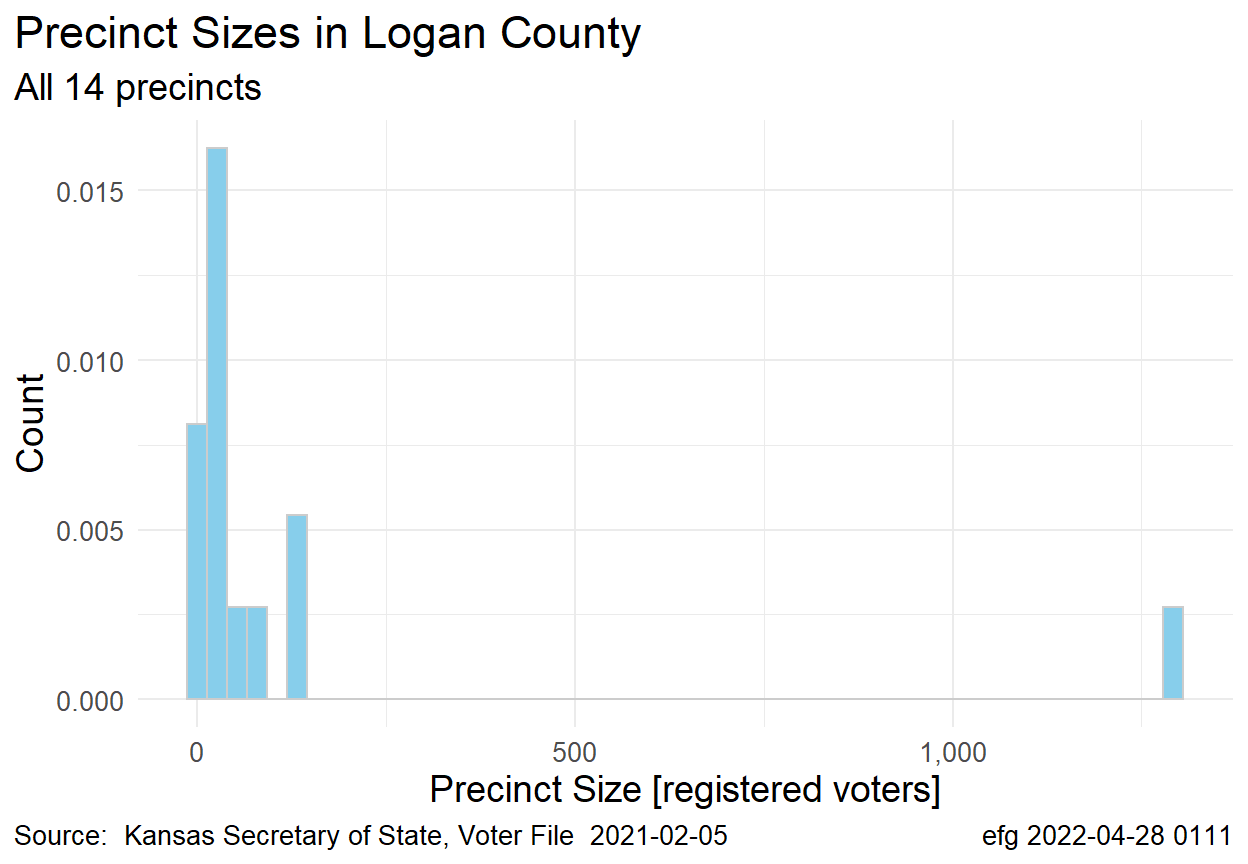 Precinct Sizes in Logan County
All 14 precincts
0.015
0.010
0.005
0.000
Count
0 500 1,000
Precinct Size [registered voters]
Source:  Kansas Secretary of State, Voter File  2021-02-05
efg 2022-04-28 0111